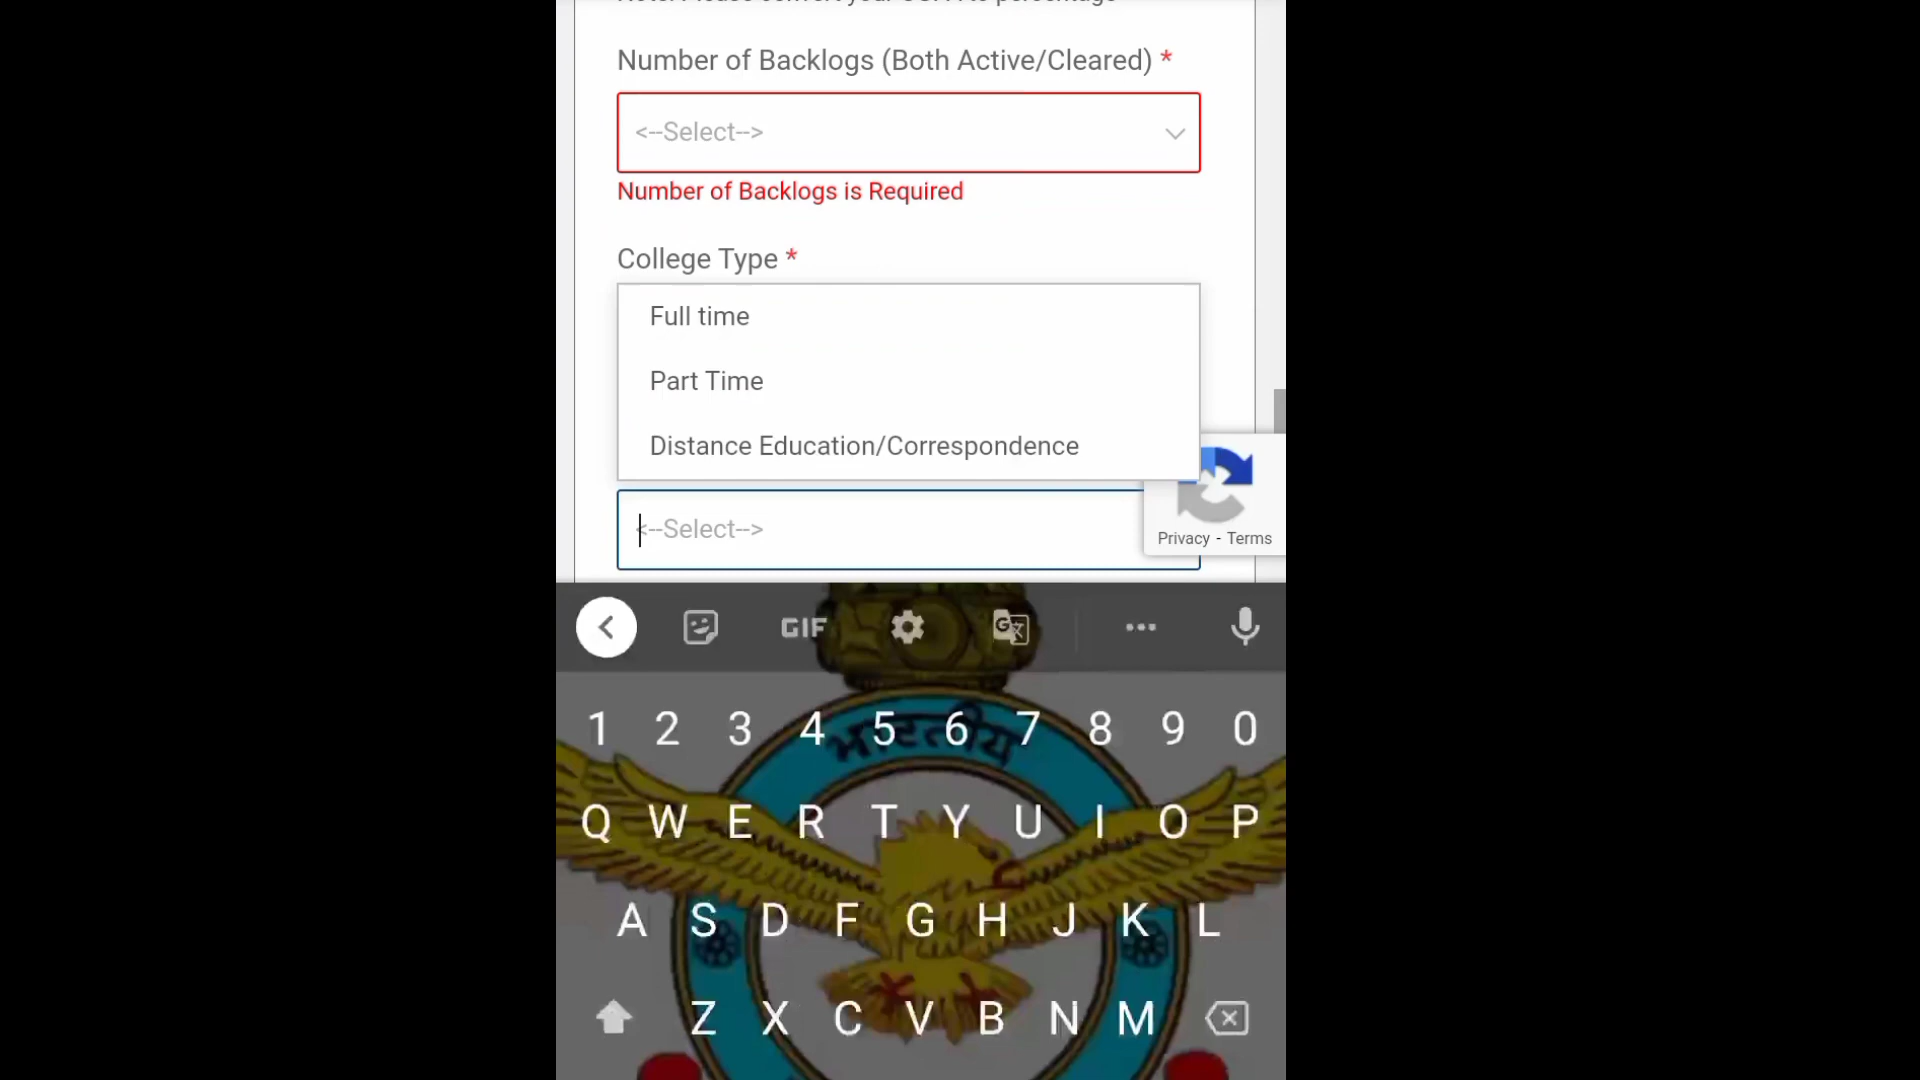 Number of Backlogs (Both Active/Cleared) *
<--Select-->
Number of Backlogs is Required
College Type *
Full time
Part Time
Distance Education/Correspondence
<--Select-->
Privacy - Terms
GIF
1 2 3 4 5 6 7 8 9 0
भारतीय
Q W E R T Y U I O P
A S D F G H J K L
Z X C V B N M